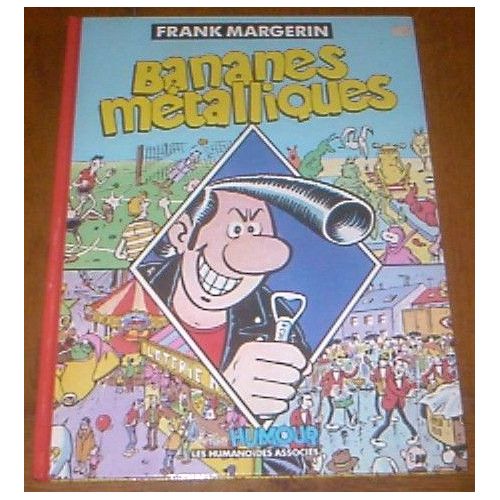 FRANK MARGERIN
BANANES
métalliques
HUMOUR
LES HUMANOÏDES ASSOCIÉS